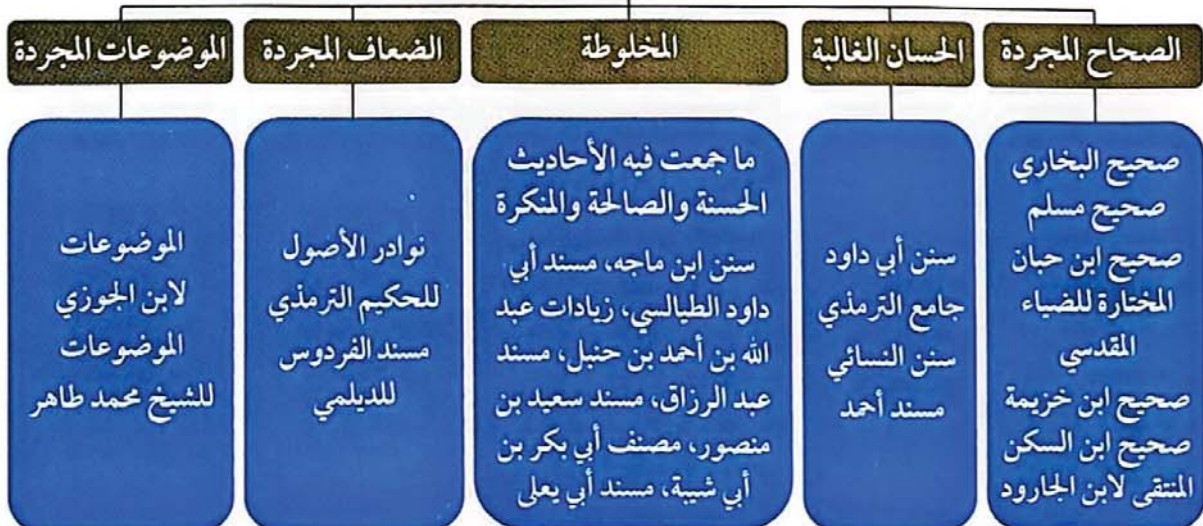 الصحاح المجردة
صحيح البخاري
صحيح مسلم
صحيح ابن حبان
المختارة للضياء
المقدسي
صحيح ابن خزيمة
صحيح ابن السكن
المنتقى لابن الجارود
الحسان الغالبة
سنن أبي داود
جامع الترمذي
سنن النسائي
مسند أحمد
المخلوطة
ما جمعت فيه الأحاديث
الحسنة والصالحة والمنكرة
سنن ابن ماجه، مسند أبي
داود الطيالسي، زيادات عبد
الله بن أحمد بن حنبل، مسند
عبد الرزاق، مسند سعيد بن
منصور، مصنف أبي بكر بن
أبي شيبة، مسند أبي يعلى
الضعاف المجردة
نوادر الأصول
للحكيم الترمذي
مسند الفردوس
للديلمي
الموضوعات المجردة
الموضوعات
لابن الجوزي
الموضوعات
للشيخ محمد طاهر